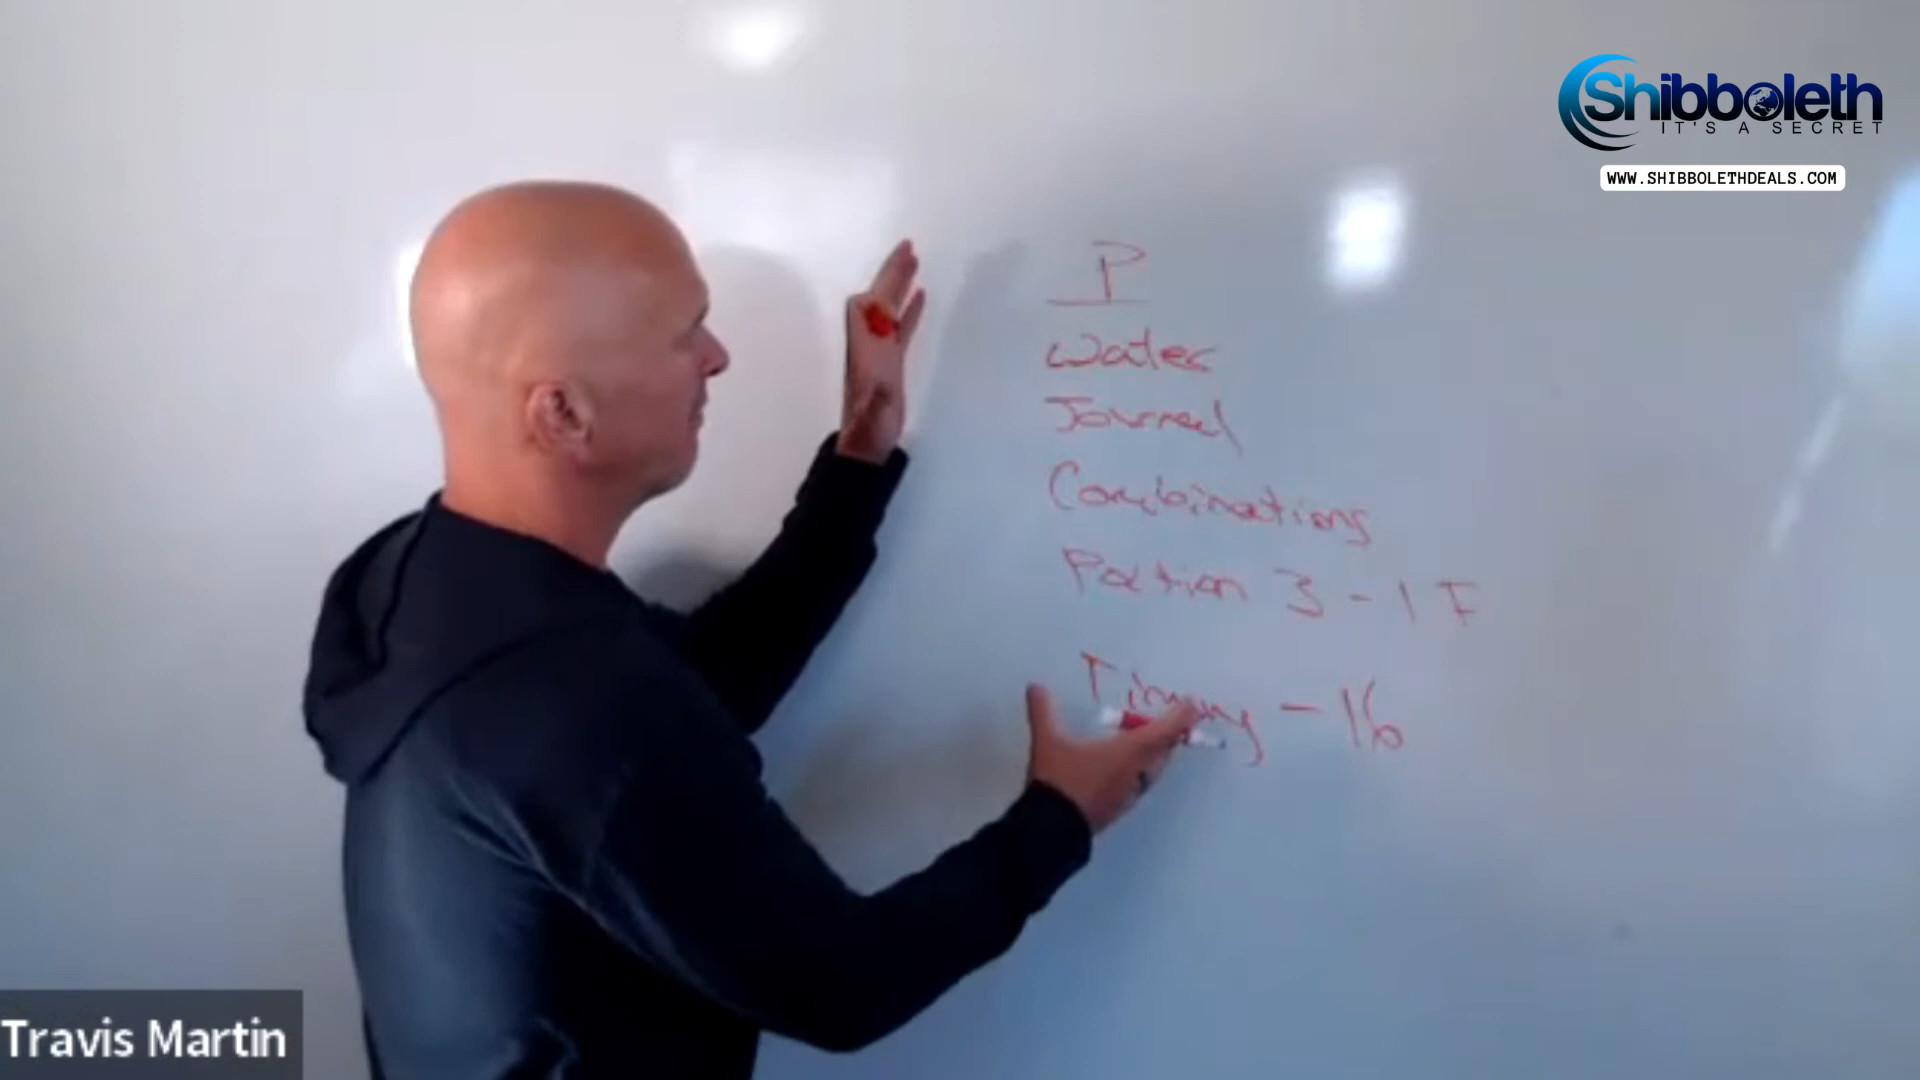 Shibboleth
IT'S A SECRET
WWW.SHIBBOLETHDEALS.COM
P
Water
Journal
Combinations
Portion 3 - 1 F
Timing - 16
Travis Martin